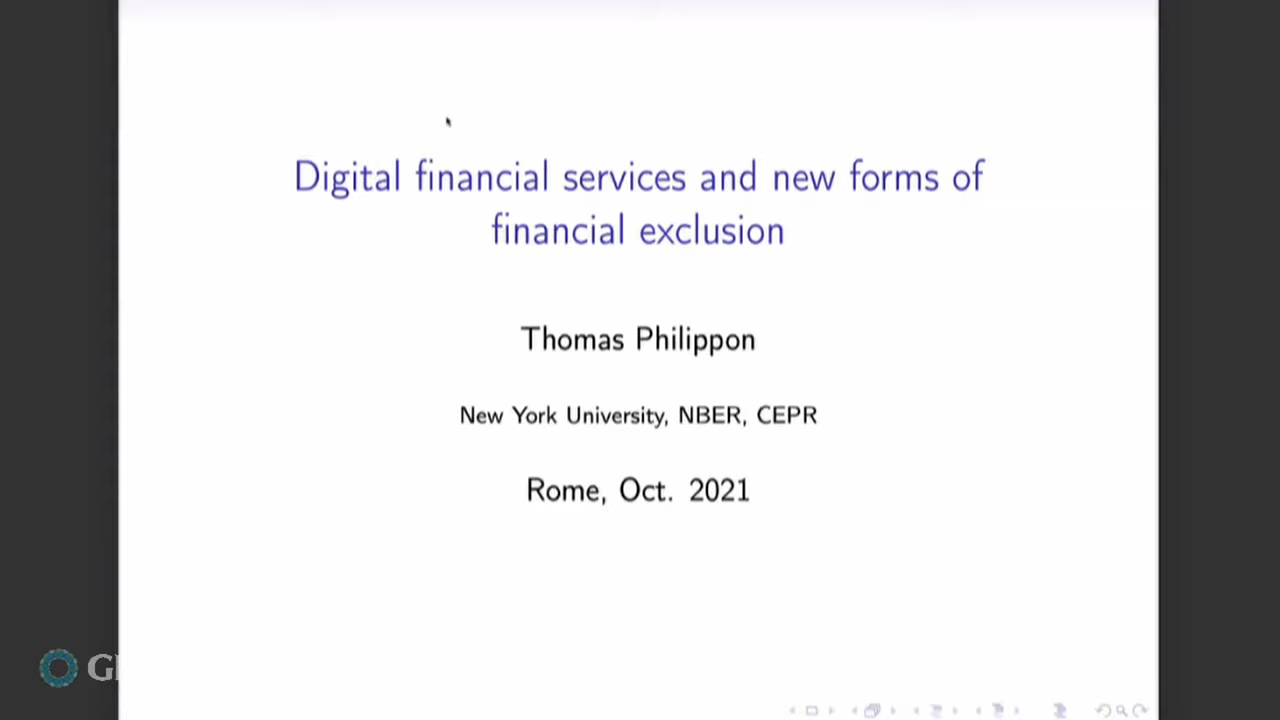 Digital financial services and new forms of
financial exclusion
Thomas Philippon
New York University, NBER, CEPR
Rome, Oct. 2021